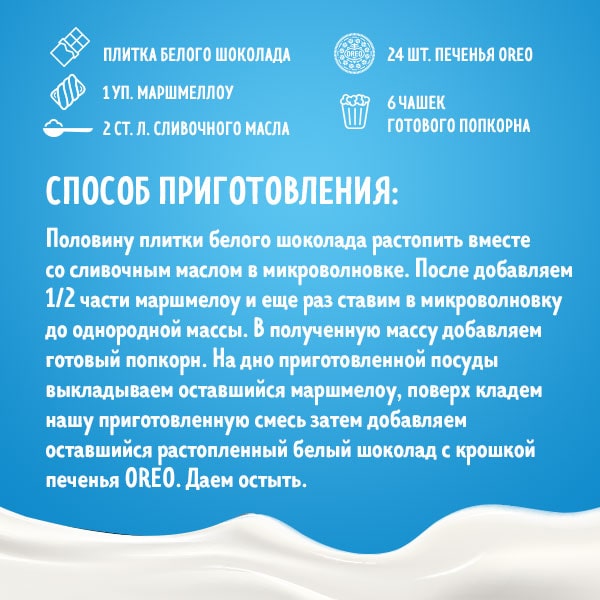 ПЛИТКА БЕЛОГО ШОКОЛАДА
1 УП. МАРШМЕЛЛОУ
2 СТ. Л. СЛИВОЧНОГО МАСЛА
OREO
24 ШТ. ПЕЧЕНЬЯ OREO
6 ЧАШЕК
ГОТОВОГО ПОПКОРНА
СПОСОБ ПРИГОТОВЛЕНИЯ:
Половину плитки белого шоколада растопить вместе
со сливочным маслом в микроволновке. После добавляем
1/2 части маршмелоу и еще раз ставим в микроволновку
до однородной массы. В полученную массу добавляем
готовый попкорн. На дно приготовленной посуды
выкладываем оставшийся маршмелоу, поверх кладем
нашу приготовленную смесь затем добавляем
оставшийся растопленный белый шоколад с крошкой
печенья OREO. Даем остыть.